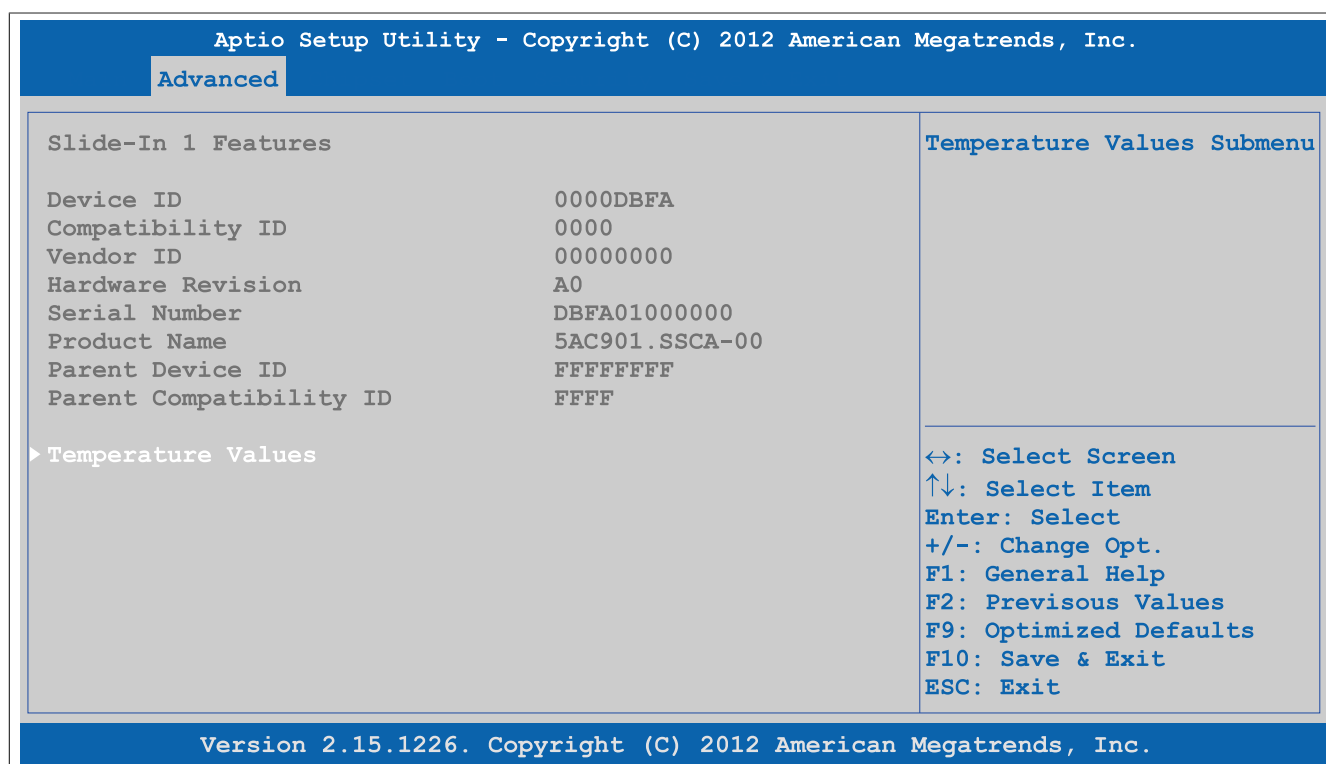 Aptio Setup Utility - Copyright (C) 2012 American Megatrends, Inc.
Advanced
Slide-In 1 Features
Device ID 0000DBFA
Compatibility ID 0000
Vendor ID 00000000
Hardware Revision A0
Serial Number DBFA01000000
Product Name 5AC901.SSCA-00
Parent Device ID FFFFFFFF
Parent Compatibility ID FFFF
Temperature Values
Temperature Values Submenu
↔: Select Screen
↑↓: Select Item
Enter: Select
+/-: Change Opt.
F1: General Help
F2: Previsous Values
F9: Optimized Defaults
F10: Save & Exit
ESC: Exit
Version 2.15.1226. Copyright (C) 2012 American Megatrends, Inc.